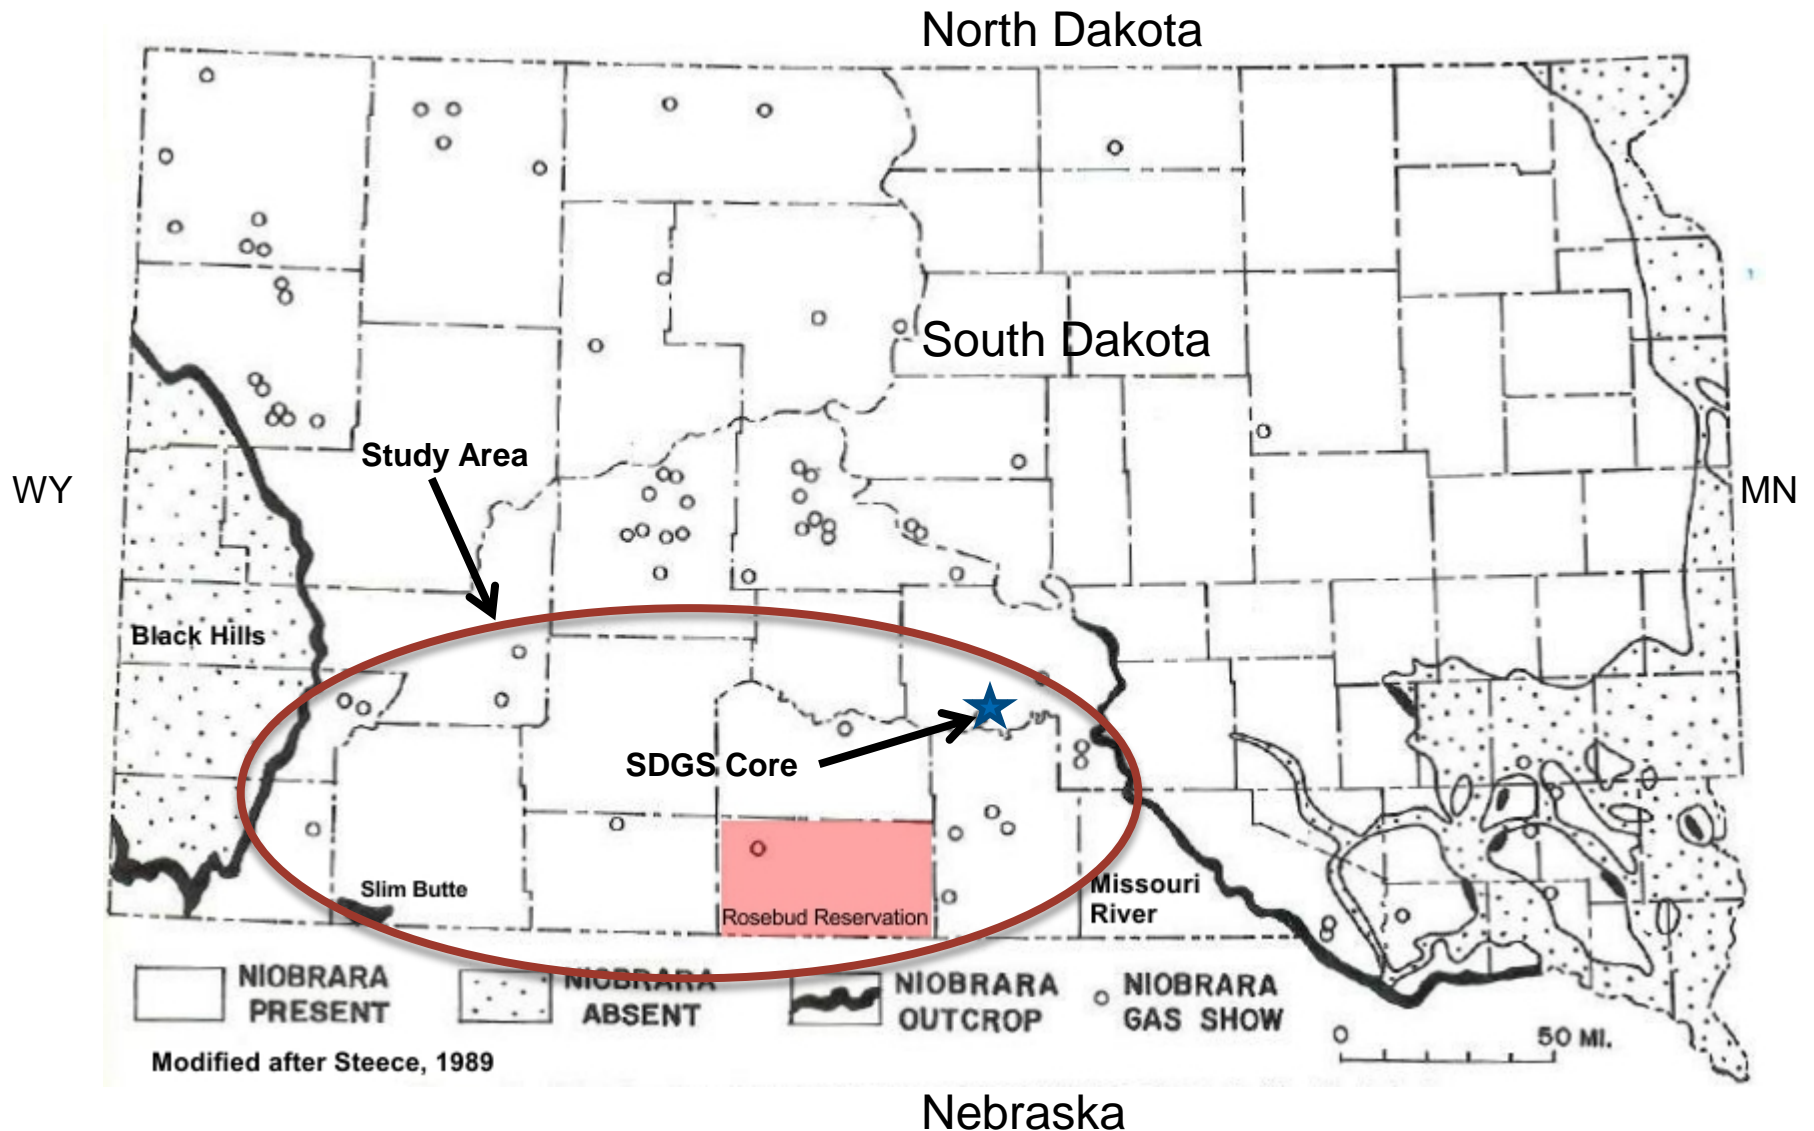 North Dakota
South Dakota
Study Area
WY
MN
Black Hills
SDGS Core
Slim Butte
Rosebud Reservation
Missouri
River
NIOBRARA
PRESENT
NIOBRARA
ABSENT
NIOBRARA
OUTCROP
NIOBRARA
GAS SHOW
0
50 MI.
Modified after Steece, 1989
Nebraska